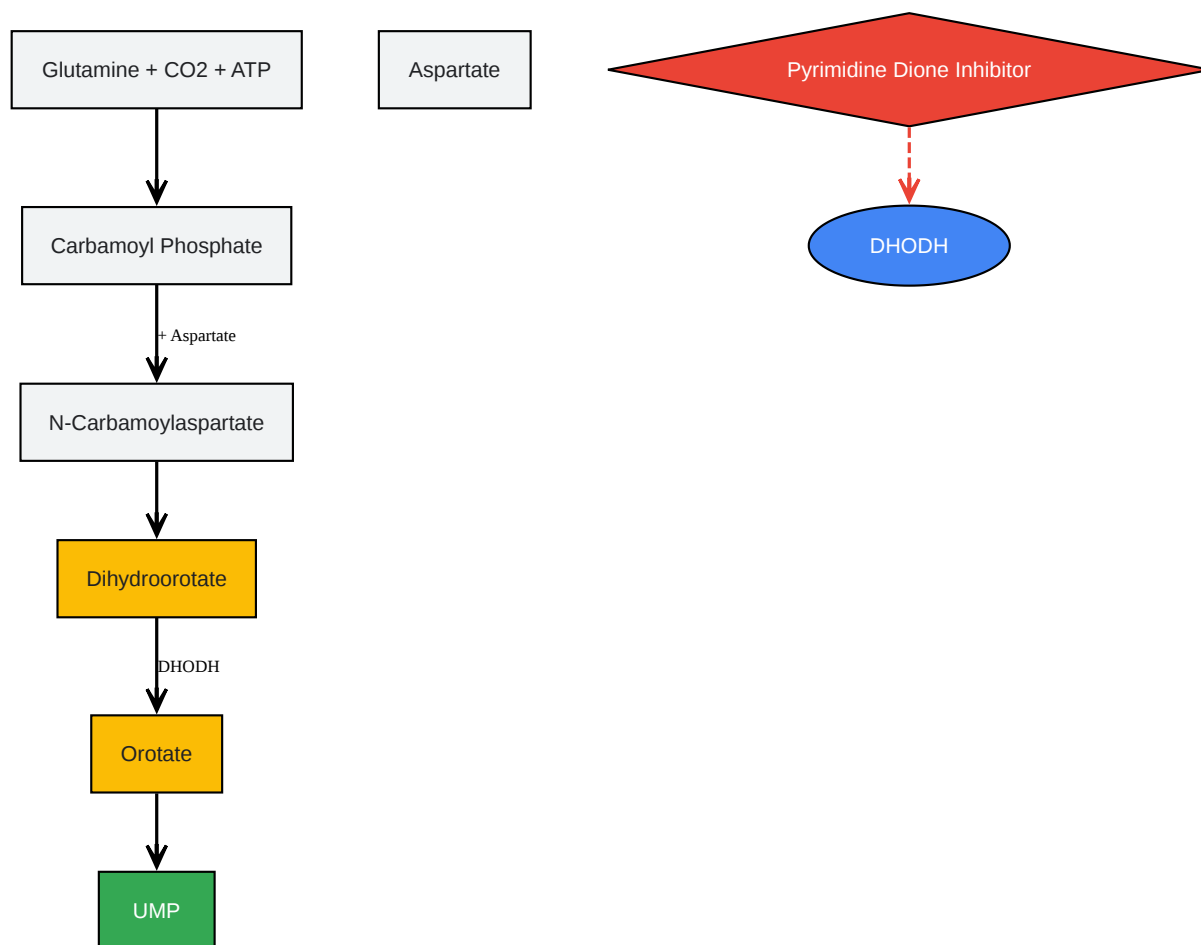 Glutamine + CO2 + ATP
Aspartate
Pyrimidine Dione Inhibitor
Carbamoyl Phosphate
DHODH
+ Aspartate
N-Carbamoylaspartate
Dihydroorotate
DHODH
Orotate
UMP